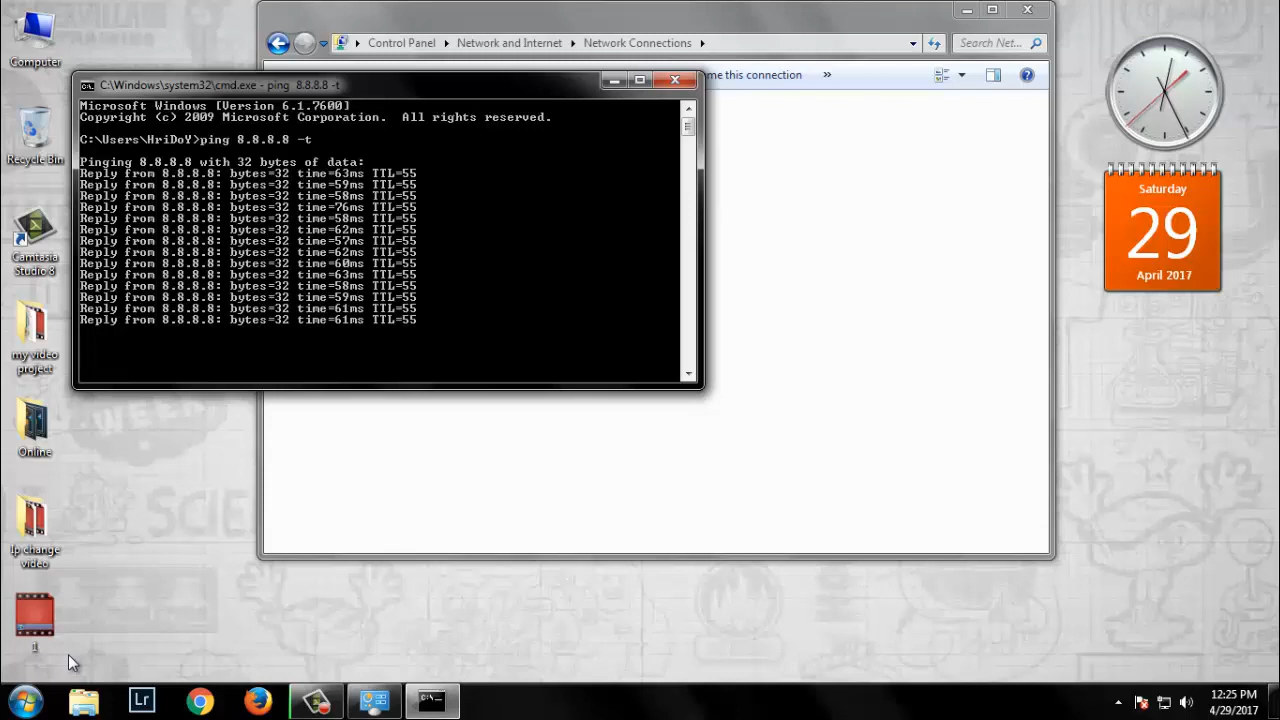 Computer
Recycle Bin
Camtasia
Studio 8
my video
project
Online
Ip change
video
Control Panel
Network and Internet
Network Connections
Search Net...
me this connection
»
C:\Windows\system32\cmd.exe - ping 8.8.8.8 -t
Microsoft Windows [Version 6.1.7600]
Copyright (c) 2009 Microsoft Corporation. All rights reserved.
C:\Users\HriDoY>ping 8.8.8.8 -t
Pinging 8.8.8.8 with 32 bytes of data:
Reply from 8.8.8.8: bytes=32 time=63ms TTL=55
Reply from 8.8.8.8: bytes=32 time=59ms TTL=55
Reply from 8.8.8.8: bytes=32 time=58ms TTL=55
Reply from 8.8.8.8: bytes=32 time=76ms TTL=55
Reply from 8.8.8.8: bytes=32 time=58ms TTL=55
Reply from 8.8.8.8: bytes=32 time=62ms TTL=55
Reply from 8.8.8.8: bytes=32 time=57ms TTL=55
Reply from 8.8.8.8: bytes=32 time=62ms TTL=55
Reply from 8.8.8.8: bytes=32 time=60ms TTL=55
Reply from 8.8.8.8: bytes=32 time=63ms TTL=55
Reply from 8.8.8.8: bytes=32 time=58ms TTL=55
Reply from 8.8.8.8: bytes=32 time=59ms TTL=55
Reply from 8.8.8.8: bytes=32 time=61ms TTL=55
Reply from 8.8.8.8: bytes=32 time=61ms TTL=55
Saturday
29
April 2017
Lr
C:\
12:25 PM
4/29/2017